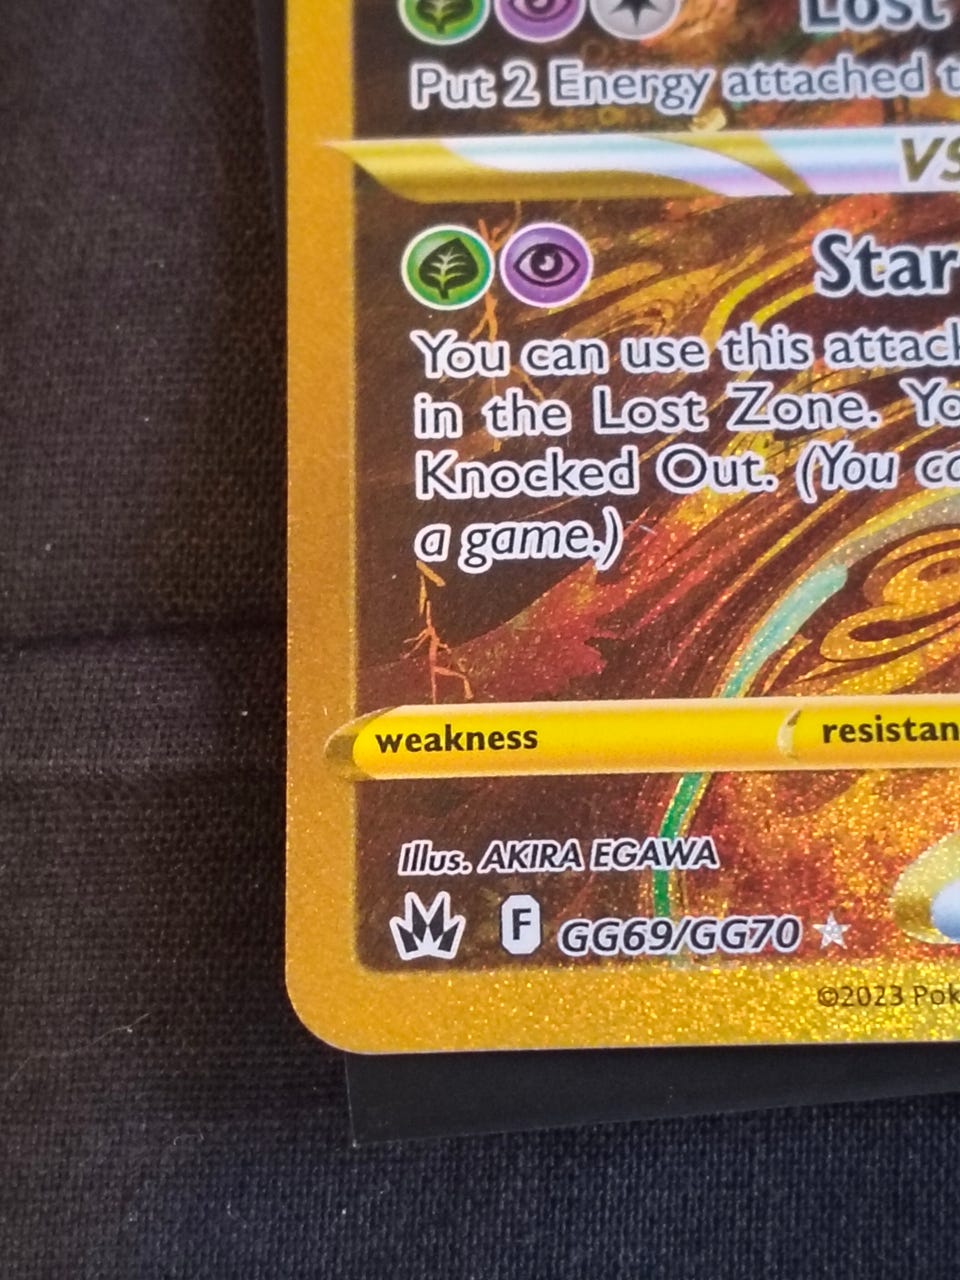 Lost
Put 2 Energy attached t
VS
Star
You can use this attack
in the Lost Zone. Yo
Knocked Out. (You co
a game.)
weakness
resistan
Illus. AKIRA EGAWA
F GG69/GG70
©2023 Pok